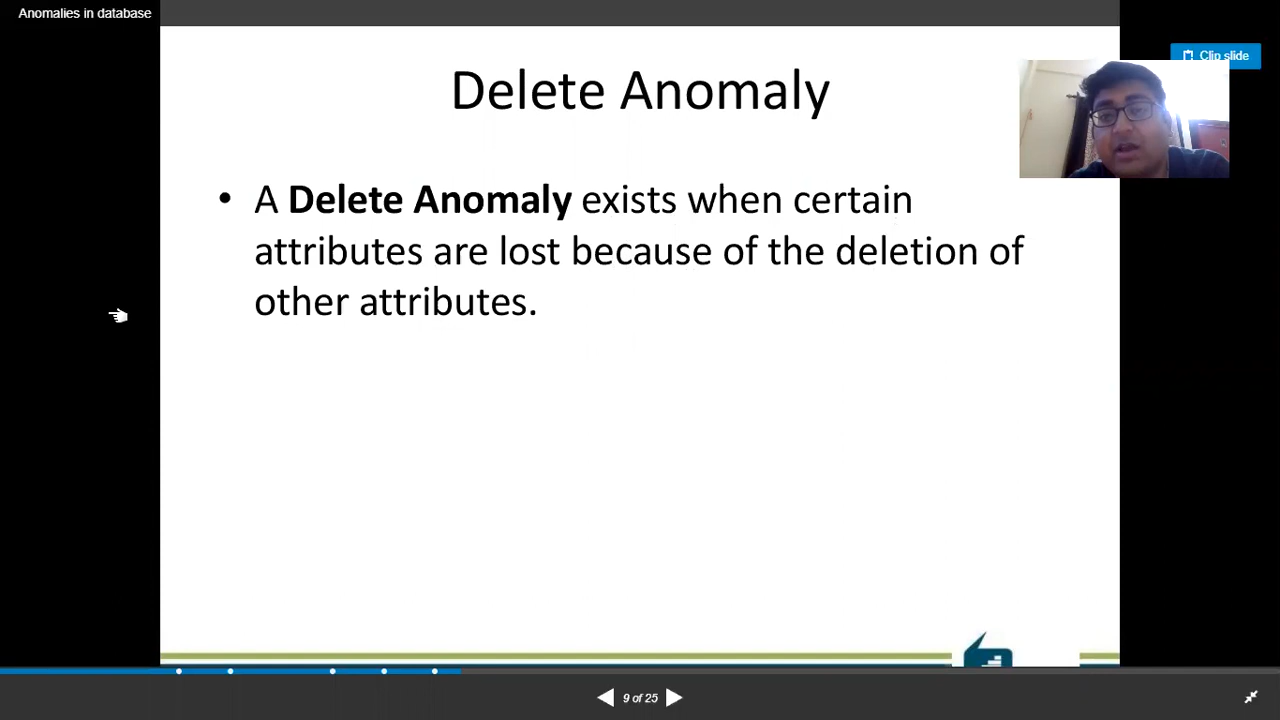 Anomalies in database
Clip slide
Delete Anomaly
• A Delete Anomaly exists when certain
attributes are lost because of the deletion of
other attributes.
9 of 25